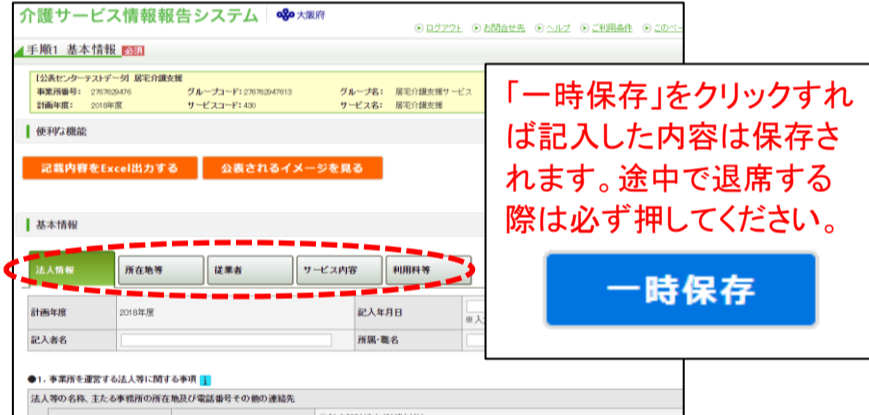 介護サービス情報報告システム 大阪府
ログアウト お問合せ先 ヘルプ ご利用条件 このペー
手順1 基本情報 必須
【公表センターテストデータ】 居宅介護支援
事業所番号: 2767629476 グループコード: 276762947613 グループ名: 居宅介護支援サービス
計画年度: 2018年度 サービスコード: 430 サービス名: 居宅介護支援
便利な機能
記載内容をExcel出力する 公表されるイメージを見る
基本情報
法人情報 所在地等 従業者 サービス内容 利用料等
計画年度 2018年度 記入年月日
※入
記入者名 所属・職名
●1. 事業所を運営する法人等に関する事項 i
法人等の名称、主たる事務所の所在地及び電話番号その他の連絡先
「一時保存」をクリックすれ
ば記入した内容は保存さ
れます。途中で退席する
際は必ず押してください。
一時保存